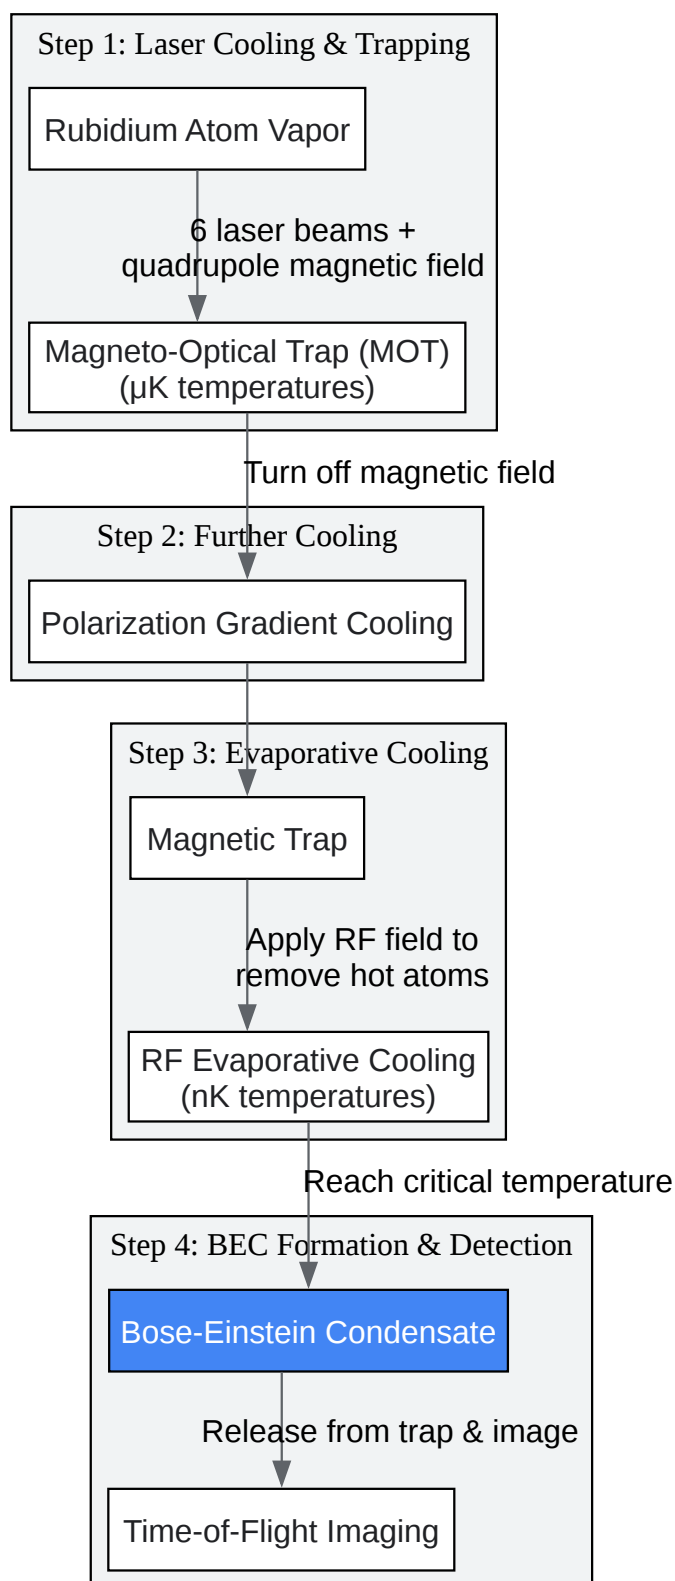 Step 1: Laser Cooling & Trapping
Rubidium Atom Vapor
6 laser beams +
quadrupole magnetic field
Magneto-Optical Trap (MOT)
(μK temperatures)
Turn off magnetic field
Step 2: Further Cooling
Polarization Gradient Cooling
Step 3: Evaporative Cooling
Magnetic Trap
Apply RF field to
remove hot atoms
RF Evaporative Cooling
(nK temperatures)
Reach critical temperature
Step 4: BEC Formation & Detection
Bose-Einstein Condensate
Release from trap & image
Time-of-Flight Imaging